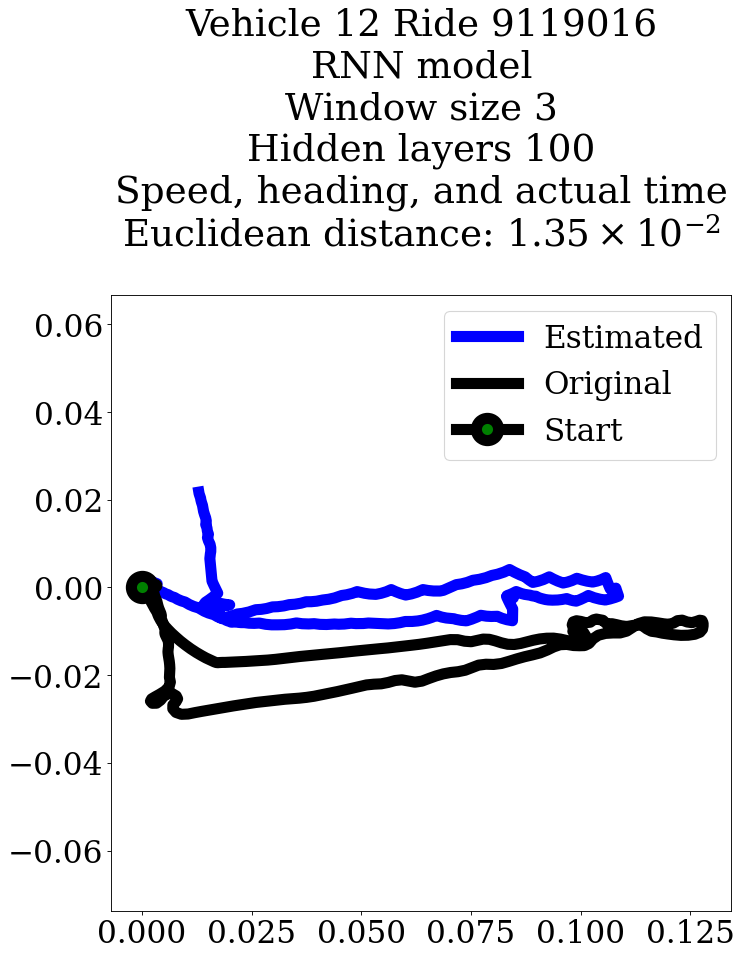 Vehicle 12 Ride 9119016
RNN model
Window size 3
Hidden layers 100
Speed, heading, and actual time
Euclidean distance: 1.35 × 10⁻²
Estimated
Original
Start
0.06
0.04
0.02
0.00
−0.02
−0.04
−0.06
0.000 0.025 0.050 0.075 0.100 0.125